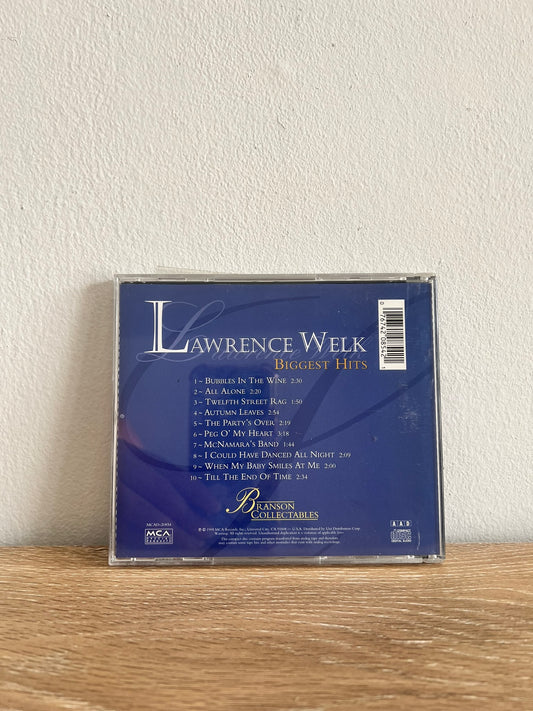 Lawrence Welk
Biggest Hits
1 ~ Bubbles In The Wine 2:30
2 ~ All Alone 2:20
3 ~ Twelfth Street Rag 1:50
4 ~ Autumn Leaves 2:54
5 ~ The Party's Over 2:19
6 ~ Peg O' My Heart 3:18
7 ~ McNamara's Band 1:44
8 ~ I Could Have Danced All Night 2:09
9 ~ When My Baby Smiles At Me 2:00
10 ~ Till The End Of Time 2:34
Branson
Collectables
MCA
AAD
COMPACT
DIGITAL AUDIO